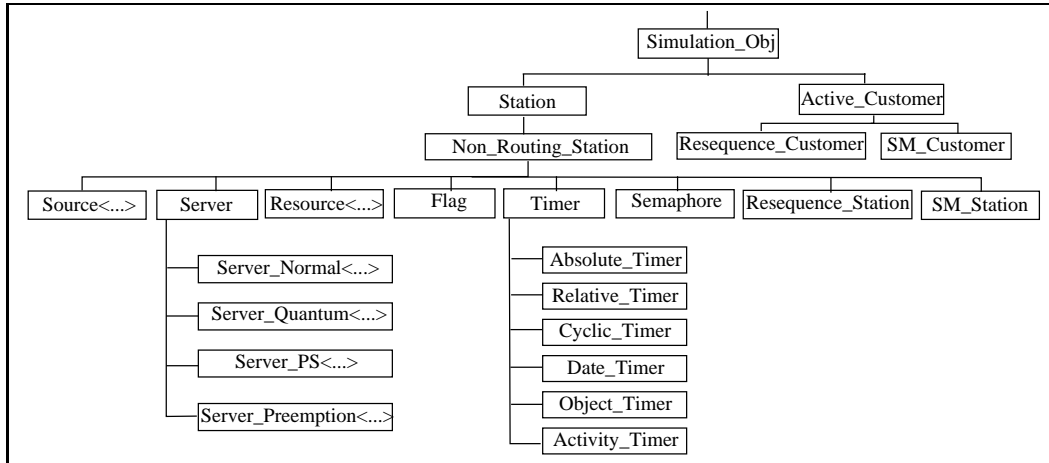 Simulation_Obj
Station
Active_Customer
Non_Routing_Station
Resequence_Customer
SM_Customer
Source<...>
Server
Resource<...>
Flag
Timer
Semaphore
Resequence_Station
SM_Station
Server_Normal<...>
Server_Quantum<...>
Server_PS<...>
Server_Preemption<...>
Absolute_Timer
Relative_Timer
Cyclic_Timer
Date_Timer
Object_Timer
Activity_Timer